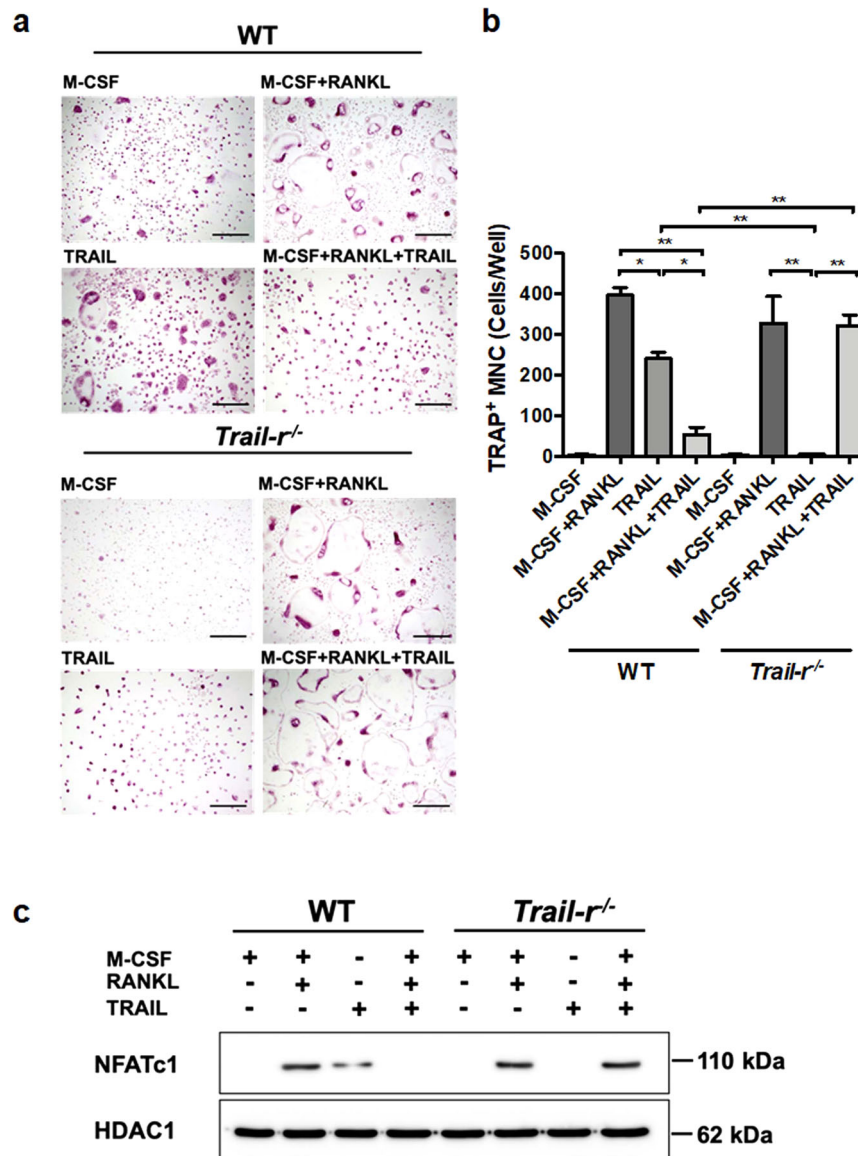 a
WT
M-CSF
M-CSF+RANKL
TRAIL
M-CSF+RANKL+TRAIL
Trail-r-/-
M-CSF
M-CSF+RANKL
TRAIL
M-CSF+RANKL+TRAIL
b
**
**
**
* * ** **
TRAP+ MNC (Cells/Well)
500
400
300
200
100
0
M-CSF
M-CSF+RANKL
TRAIL
M-CSF+RANKL+TRAIL
M-CSF
M-CSF+RANKL
TRAIL
M-CSF+RANKL+TRAIL
WT Trail-r-/-
c
WT Trail-r-/-
M-CSF + + - + + + - +
RANKL - + - + - + - +
TRAIL - - + + - - + +
NFATc1 110 kDa
HDAC1 62 kDa